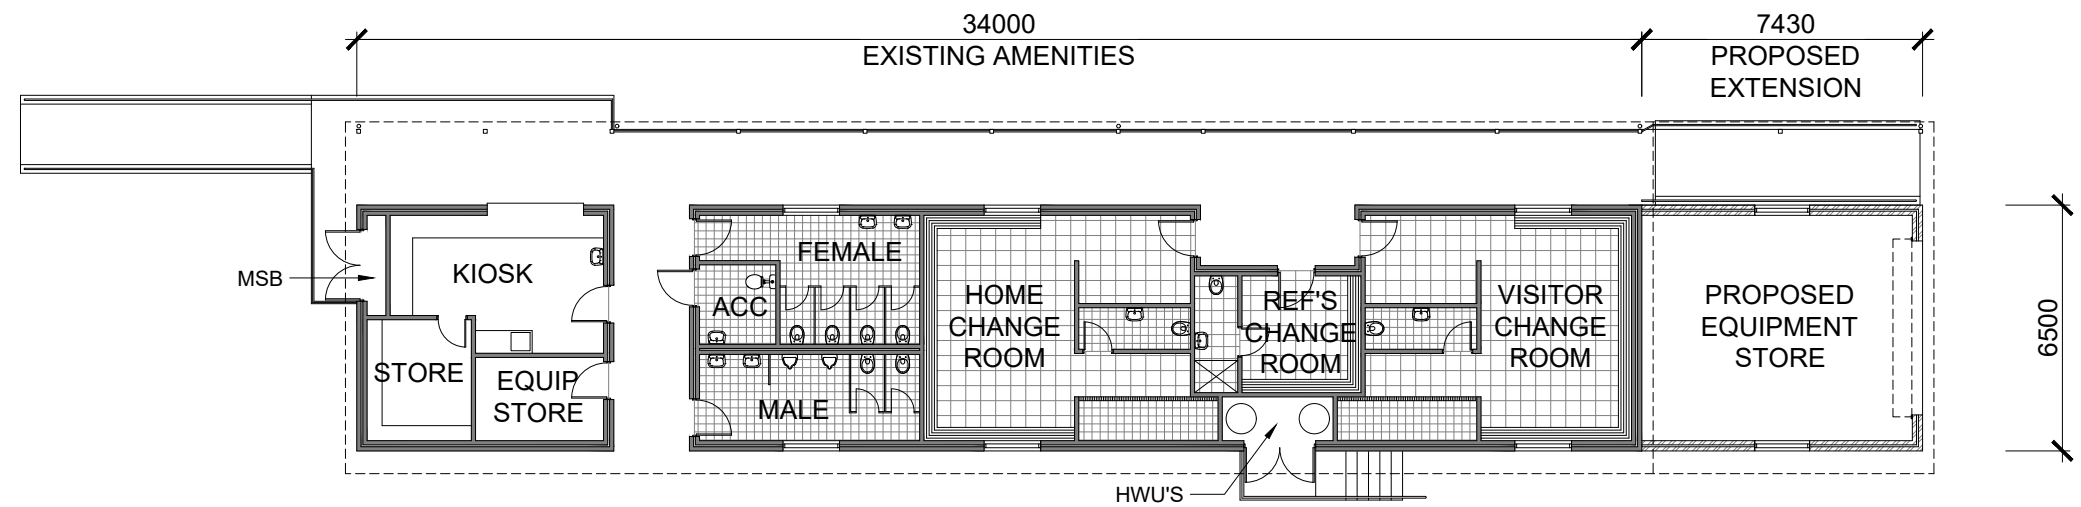 34000
EXISTING AMENITIES
7430
PROPOSED
EXTENSION
MSB
KIOSK
STORE
EQUIP
STORE
FEMALE
ACC
MALE
HOME
CHANGE
ROOM
REF'S
CHANGE
ROOM
VISITOR
CHANGE
ROOM
PROPOSED
EQUIPMENT
STORE
6500
HWU'S